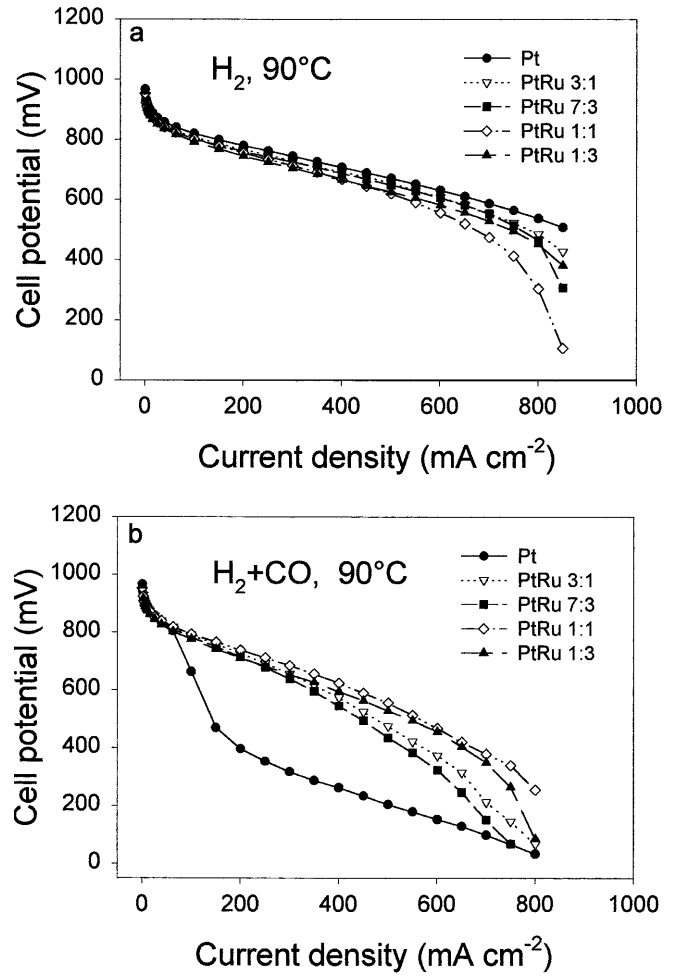 a
H2, 90°C
Pt
PtRu 3:1
PtRu 7:3
PtRu 1:1
PtRu 1:3
1200
1000
800
600
400
200
0
Cell potential (mV)
0 200 400 600 800 1000
Current density (mA cm-2)
b
H2+CO, 90°C
Pt
PtRu 3:1
PtRu 7:3
PtRu 1:1
PtRu 1:3
1200
1000
800
600
400
200
0
Cell potential (mV)
0 200 400 600 800 1000
Current density (mA cm-2)